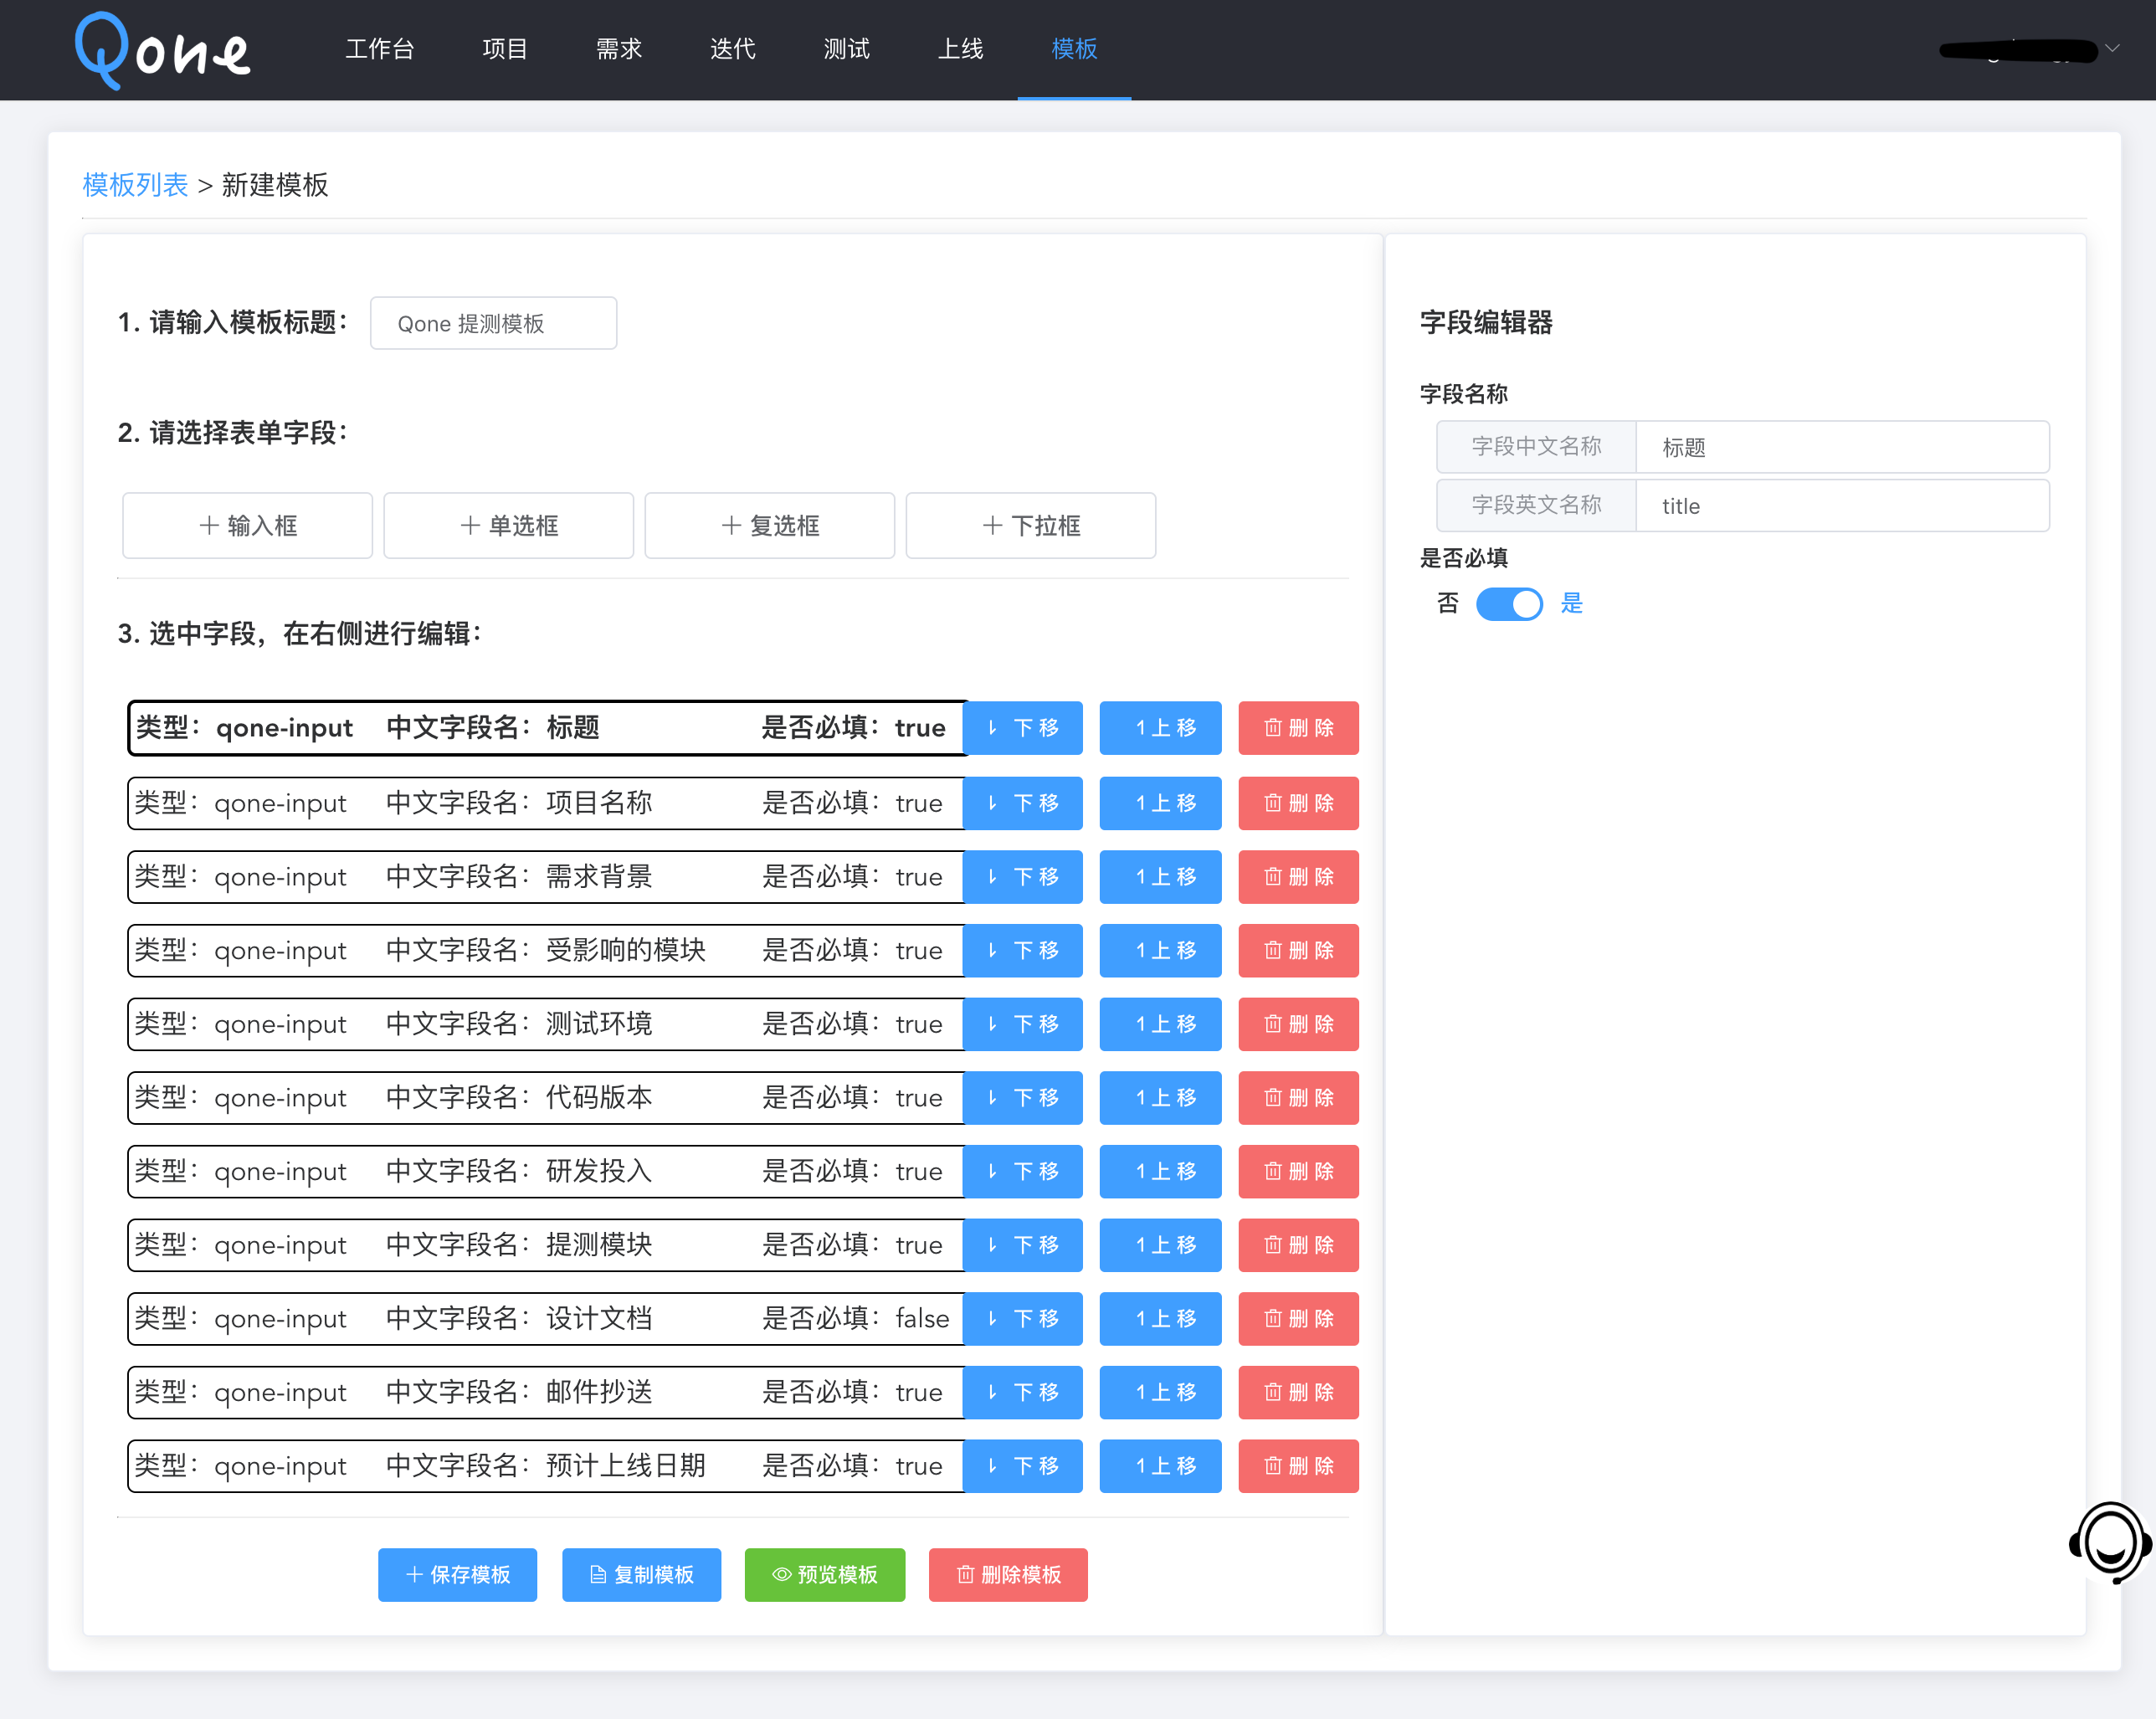 Qone 工作台 项目 需求 迭代 测试 上线 模板
模板列表 > 新建模板
1. 请输入模板标题： Qone 提测模板
2. 请选择表单字段：
输入框 单选框 复选框 下拉框
3. 选中字段，在右侧进行编辑：
类型：qone-input 中文字段名：标题 是否必填：true 下移 上移 删除
类型：qone-input 中文字段名：项目名称 是否必填：true 下移 上移 删除
类型：qone-input 中文字段名：需求背景 是否必填：true 下移 上移 删除
类型：qone-input 中文字段名：受影响的模块 是否必填：true 下移 上移 删除
类型：qone-input 中文字段名：测试环境 是否必填：true 下移 上移 删除
类型：qone-input 中文字段名：代码版本 是否必填：true 下移 上移 删除
类型：qone-input 中文字段名：研发投入 是否必填：true 下移 上移 删除
类型：qone-input 中文字段名：提测模块 是否必填：true 下移 上移 删除
类型：qone-input 中文字段名：设计文档 是否必填：false 下移 上移 删除
类型：qone-input 中文字段名：邮件抄送 是否必填：true 下移 上移 删除
类型：qone-input 中文字段名：预计上线日期 是否必填：true 下移 上移 删除
保存模板 复制模板 预览模板 删除模板
字段编辑器
字段名称
字段中文名称 标题
字段英文名称 title
是否必填
否 是